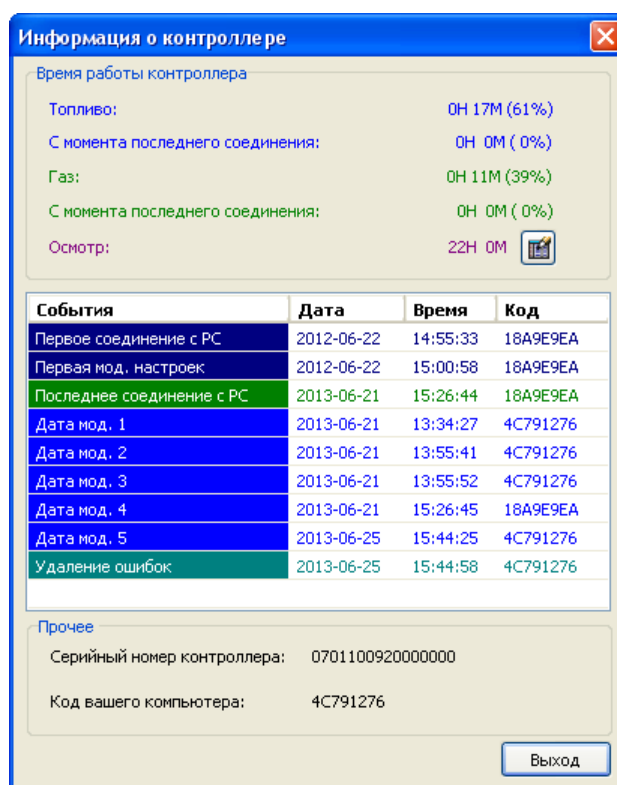 Информация о контроллере
Время работы контроллера
Топливо: 0H 17M (61%)
С момента последнего соединения: 0H 0M ( 0%)
Газ: 0H 11M (39%)
С момента последнего соединения: 0H 0M ( 0%)
Осмотр: 22H 0M
События Дата Время Код
Первое соединение с РС 2012-06-22 14:55:33 18A9E9EA
Первая мод. настроек 2012-06-22 15:00:58 18A9E9EA
Последнее соединение с РС 2013-06-21 15:26:44 18A9E9EA
Дата мод. 1 2013-06-21 13:34:27 4C791276
Дата мод. 2 2013-06-21 13:55:41 4C791276
Дата мод. 3 2013-06-21 13:55:52 4C791276
Дата мод. 4 2013-06-21 15:26:45 18A9E9EA
Дата мод. 5 2013-06-25 15:44:25 4C791276
Удаление ошибок 2013-06-25 15:44:58 4C791276
Прочее
Серийный номер контроллера: 0701100920000000
Код вашего компьютера: 4C791276
Выход